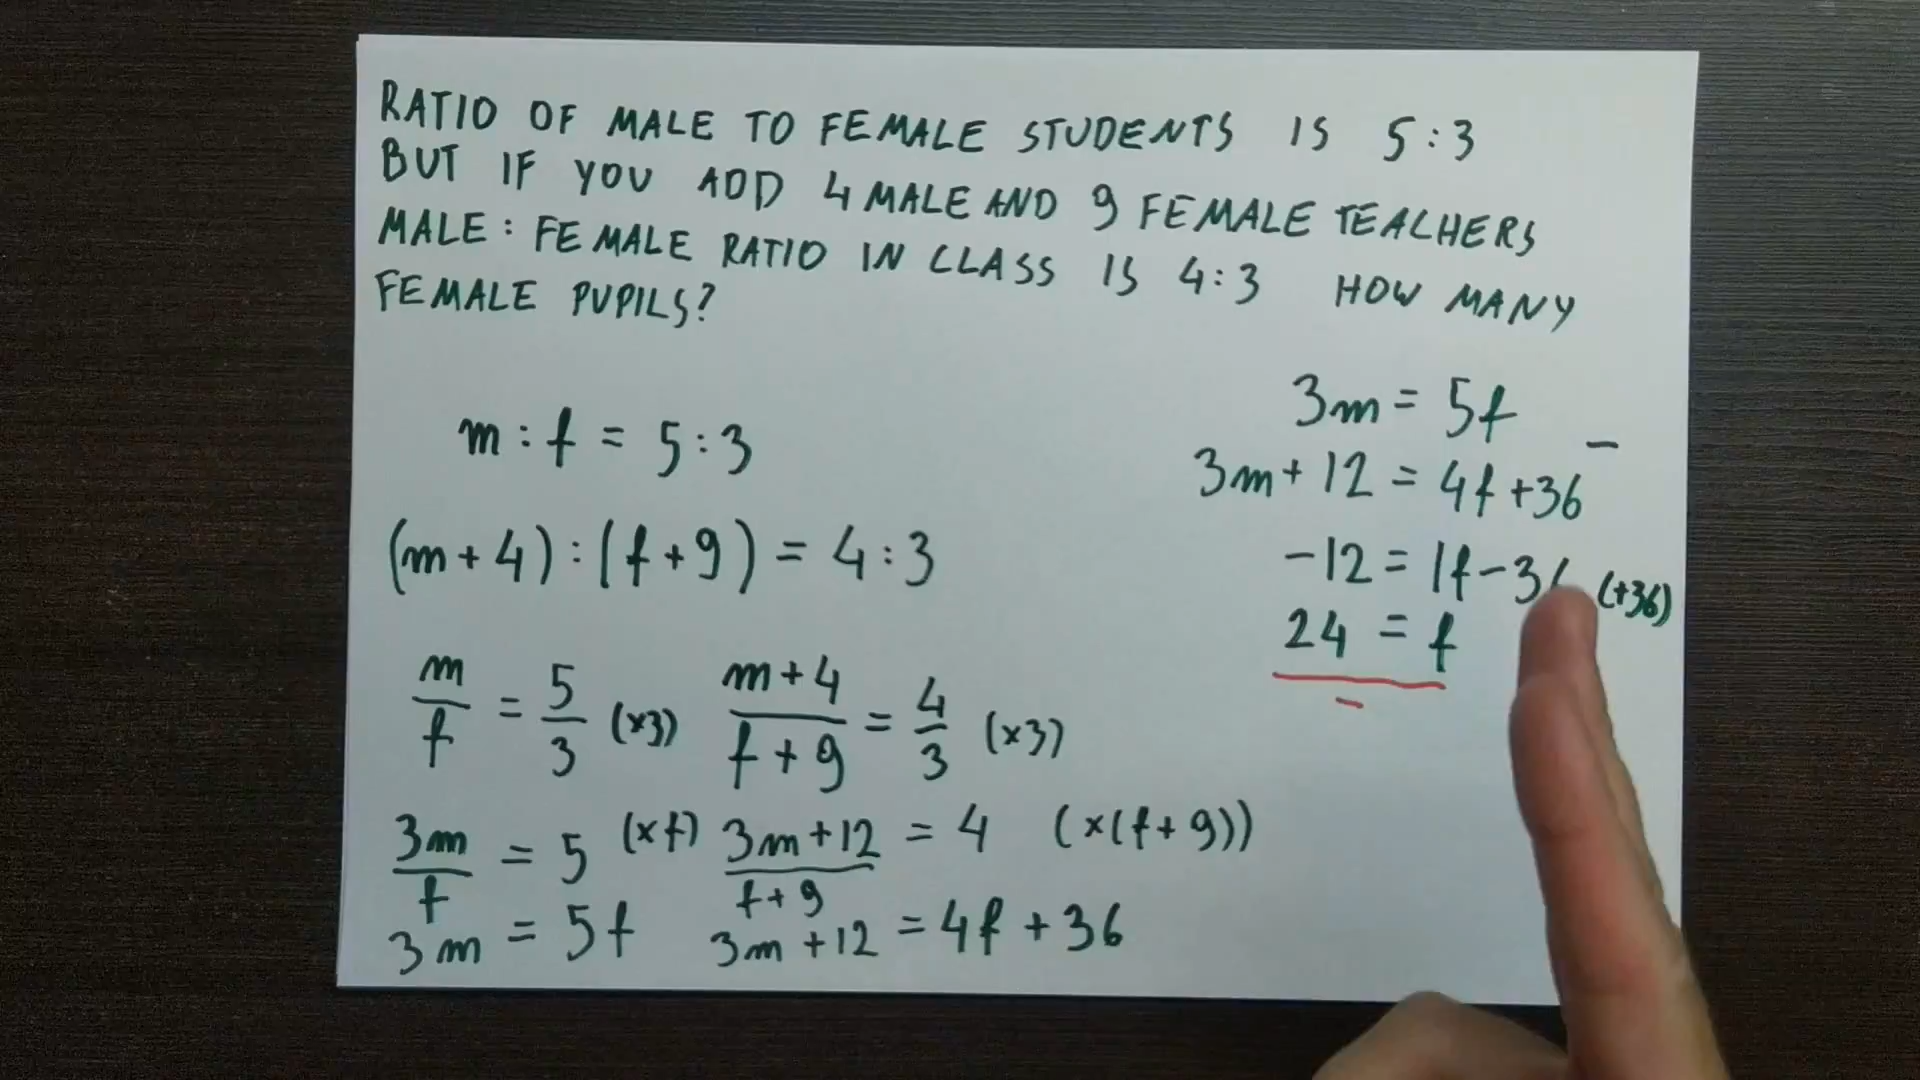 RATIO OF MALE TO FEMALE STUDENTS IS 5:3
BUT IF YOU ADD 4 MALE AND 9 FEMALE TEACHERS
MALE: FEMALE RATIO IN CLASS IS 4:3 HOW MANY
FEMALE PUPILS?
m : f = 5:3
(m+4):(f+9) = 4:3
m/f = 5/3 (x3)
3m/f = 5 (xf)
3m = 5f
m+4/f+9 = 4/3 (x3)
3m+12/f+9 = 4 (x(f+9))
3m+12 = 4f+36
3m = 5f
-
3m+12 = 4f+36
-12 = 1f-36 (+36)
24 = f